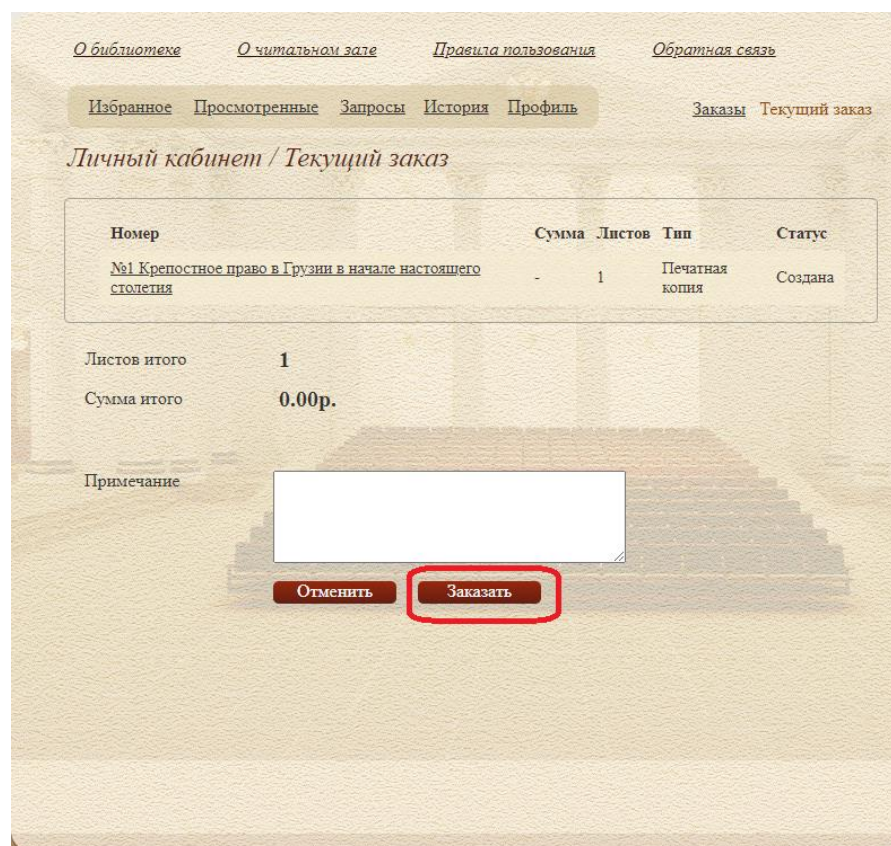 О библиотеке О читальном зале Правила пользования Обратная связь
Избранное Просмотренные Запросы История Профиль Заказы Текущий заказ
Личный кабинет / Текущий заказ
Номер Сумма Листов Тип Статус
№1 Крепостное право в Грузии в начале настоящего столетия - 1 Печатная копия Создана
Листов итого 1
Сумма итого 0.00р.
Примечание
Отменить Заказать